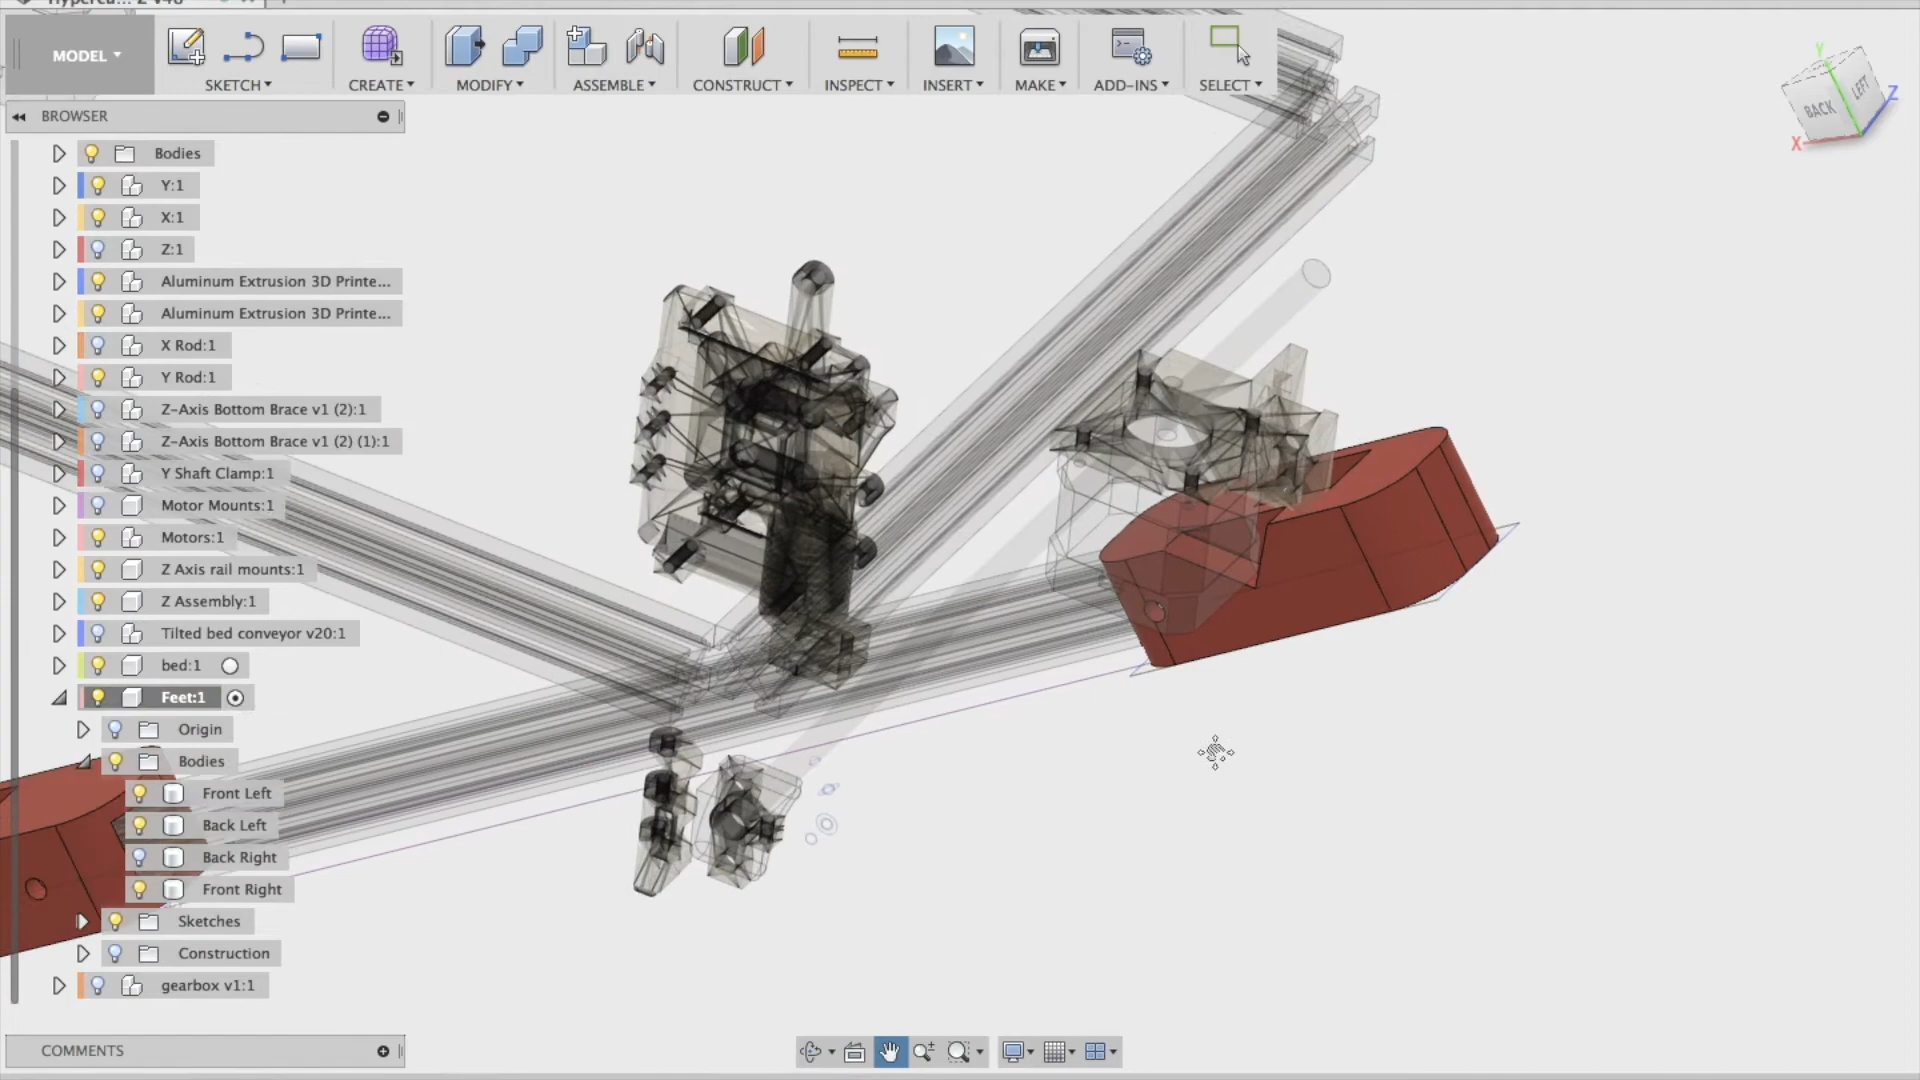 MODEL
SKETCH
CREATE
MODIFY
ASSEMBLE
CONSTRUCT
INSPECT
INSERT
MAKE
ADD-INS
SELECT
Y
BACK
LEFT
Z
X
BROWSER
Bodies
Y:1
X:1
Z:1
Aluminum Extrusion 3D Printe...
Aluminum Extrusion 3D Printe...
X Rod:1
Y Rod:1
Z-Axis Bottom Brace v1 (2):1
Z-Axis Bottom Brace v1 (2) (1):1
Y Shaft Clamp:1
Motor Mounts:1
Motors:1
Z Axis rail mounts:1
Z Assembly:1
Tilted bed conveyor v20:1
bed:1
Feet:1
Origin
Bodies
Front Left
Back Left
Back Right
Front Right
Sketches
Construction
gearbox v1:1
COMMENTS